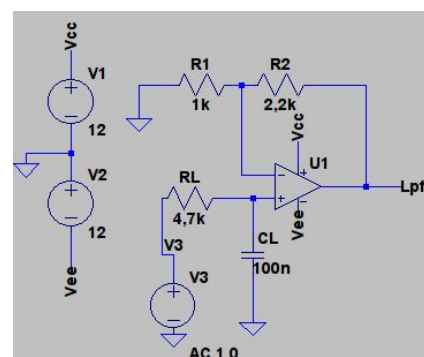 Vcc
V1
12
V2
12
Vee
R1
1k
R2
2,2k
Vcc
U1
Vee
Lpf
RL
4,7k
CL
100n
V3
V3
AC 1 0